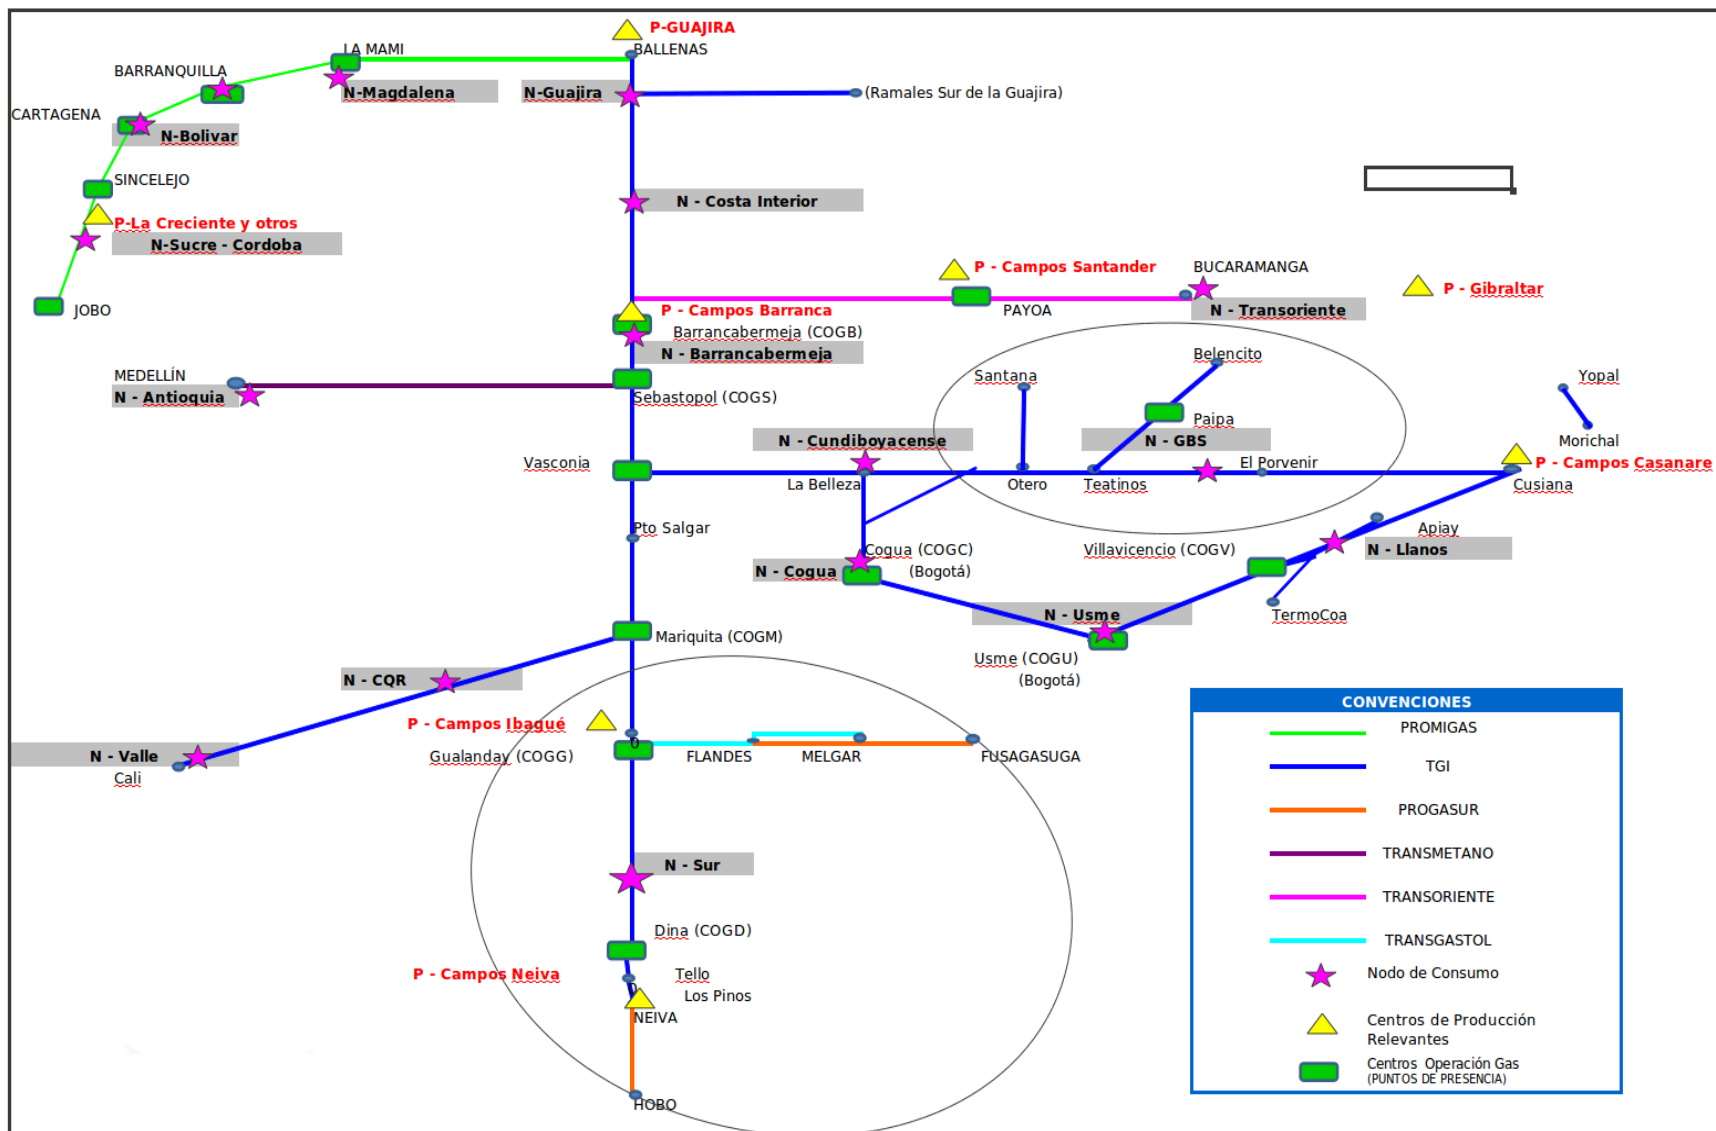 P-GUAJIRA
LA MAMI
BALLENAS
BARRANQUILLA
N-Magdalena
N-Guajira
(Ramales Sur de la Guajira)
CARTAGENA
N-Bolivar
SINCELEJO
N - Costa Interior
P-La Creciente y otros
N-Sucre - Cordoba
P - Campos Santander
BUCARAMANGA
P - Gibraltar
JOBO
P - Campos Barranca
PAYOA
N - Transoriente
Barrancabermeja (COGB)
N - Barrancabermeja
Belencito
MEDELLÍN
Santana
Yopal
N - Antioquia
Sebastopol (COGS)
Paipa
N - Cundiboyacense
N - GBS
Morichal
Vasconia
El Porvenir
P - Campos Casanare
La Belleza
Otero
Teatinos
Cusiana
Pto Salgar
Apiay
Cogua (COGC)
(Bogotá)
Villavicencio (COGV)
N - Llanos
N - Cogua
N - Usme
TermoCoa
Mariquita (COGM)
Usme (COGU)
(Bogotá)
N - CQR
P - Campos Ibagué
0
N - Valle
Cali
Gualanday (COGG)
FLANDES
MELGAR
FUSAGASUGA
N - Sur
Dina (COGD)
P - Campos Neiva
Tello
0
Los Pinos
NEIVA
HOBO
CONVENCIONES
PROMIGAS
TGI
PROGASUR
TRANSMETANO
TRANSORIENTE
TRANSGASTOL
Nodo de Consumo
Centros de Producción
Relevantes
Centros Operación Gas
(PUNTOS DE PRESENCIA)